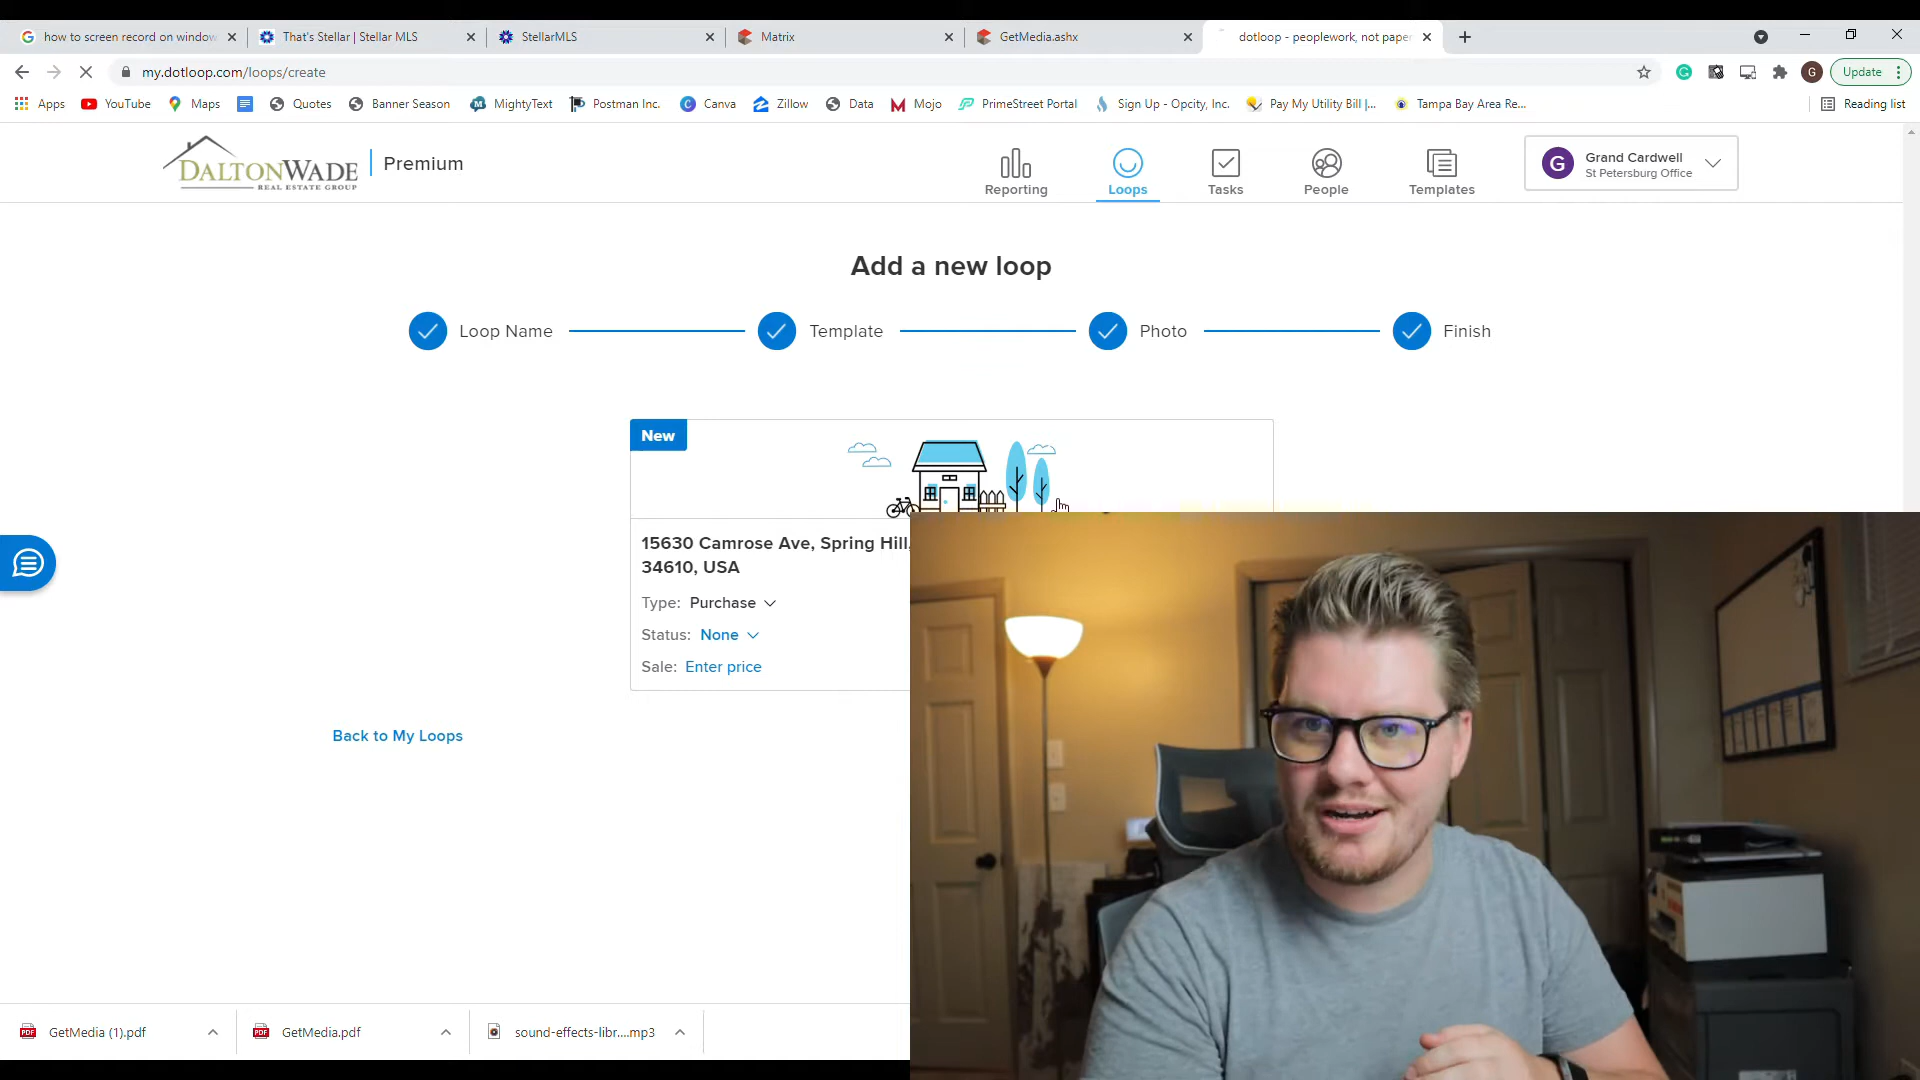 how to screen record on window
That's Stellar | Stellar MLS
StellarMLS
Matrix
GetMedia.ashx
dotloop - peoplework, not paper
my.dotloop.com/loops/create
G
Update
Apps
YouTube
Maps
Quotes
Banner Season
MightyText
Postman Inc.
Canva
Zillow
Data
Mojo
PrimeStreet Portal
Sign Up - Opcity, Inc.
Pay My Utility Bill |...
Tampa Bay Area Re...
Reading list
DALTONWADE
REAL ESTATE GROUP
Premium
Reporting
Loops
Tasks
People
Templates
G
Grand Cardwell
St Petersburg Office
Add a new loop
Loop Name
Template
Photo
Finish
New
15630 Camrose Ave, Spring Hill,
34610, USA
Type: Purchase
Status: None
Sale: Enter price
Back to My Loops
GetMedia (1).pdf
GetMedia.pdf
sound-effects-libr....mp3